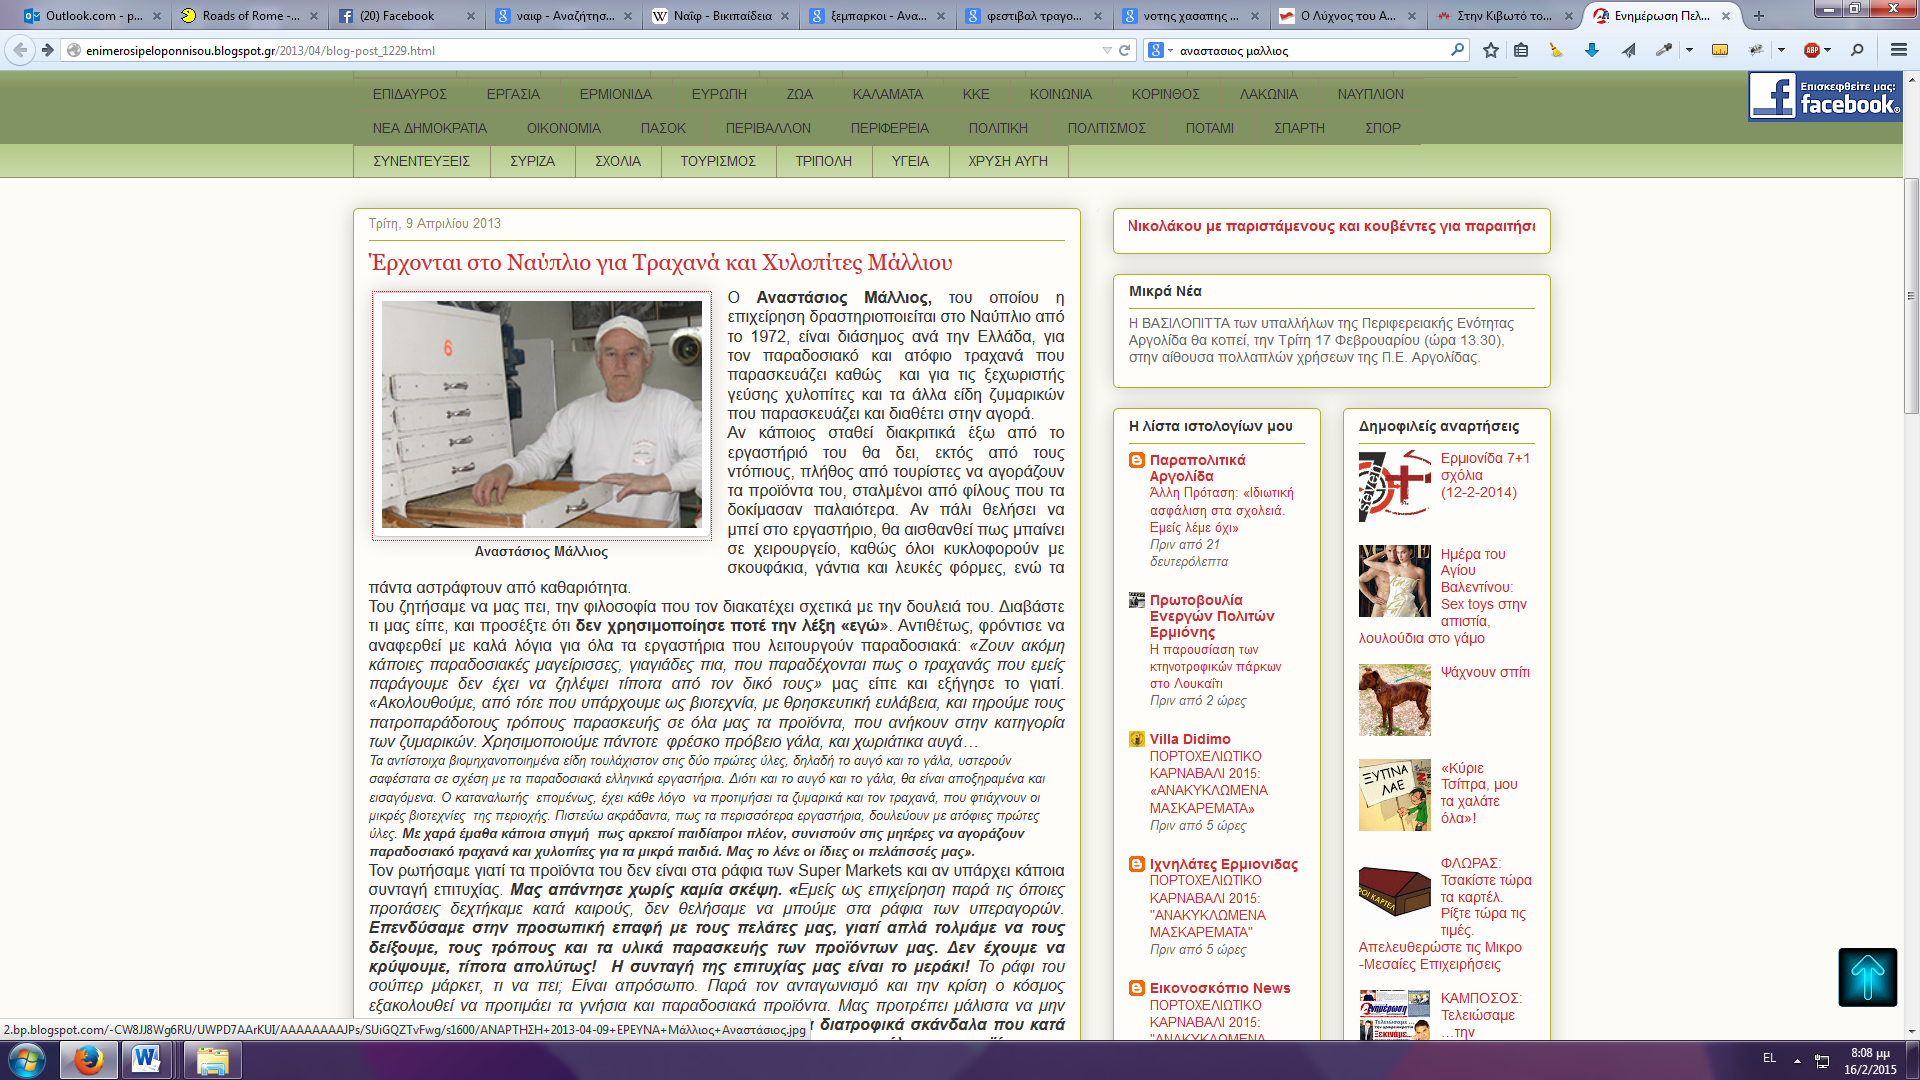 Outlook.com - p...
Roads of Rome -...
(20) Facebook
ναιφ - Αναζήτησ...
Ναΐφ - Βικιπαίδεια
ξεμπαρκοι - Ανα...
φεστιβαλ τραγο...
νοτης χασαπης ...
Ο Λύχνος του Α...
Στην Κιβωτό το...
Ενημέρωση Πελ...
enimerosipeloponnisou.blogspot.gr/2013/04/blog-post_1229.html
αναστασιος μαλλιος
ABP
ΕΠΙΔΑΥΡΟΣ ΕΡΓΑΣΙΑ ΕΡΜΙΟΝΙΔΑ ΕΥΡΩΠΗ ΖΩΑ ΚΑΛΑΜΑΤΑ ΚΚΕ ΚΟΙΝΩΝΙΑ ΚΟΡΙΝΘΟΣ ΛΑΚΩΝΙΑ ΝΑΥΠΛΙΟΝ
ΝΕΑ ΔΗΜΟΚΡΑΤΙΑ ΟΙΚΟΝΟΜΙΑ ΠΑΣΟΚ ΠΕΡΙΒΑΛΛΟΝ ΠΕΡΙΦΕΡΕΙΑ ΠΟΛΙΤΙΚΗ ΠΟΛΙΤΙΣΜΟΣ ΠΟΤΑΜΙ ΣΠΑΡΤΗ ΣΠΟΡ
ΣΥΝΕΝΤΕΥΞΕΙΣ ΣΥΡΙΖΑ ΣΧΟΛΙΑ ΤΟΥΡΙΣΜΟΣ ΤΡΙΠΟΛΗ ΥΓΕΙΑ ΧΡΥΣΗ ΑΥΓΗ
Επισκεφθείτε μας:
facebook
Τρίτη, 9 Απριλίου 2013
Έρχονται στο Ναύπλιο για Τραχανά και Χυλοπίτες Μάλλιου
6
Αναστάσιος Μάλλιος
Ο Αναστάσιος Μάλλιος, του οποίου η
επιχείρηση δραστηριοποιείται στο Ναύπλιο από
το 1972, είναι διάσημος ανά την Ελλάδα, για
τον παραδοσιακό και ατόφιο τραχανά που
παρασκευάζει καθώς και για τις ξεχωριστής
γεύσης χυλοπίτες και τα άλλα είδη ζυμαρικών
που παρασκευάζει και διαθέτει στην αγορά.
Αν κάποιος σταθεί διακριτικά έξω από το
εργαστήριό του θα δει, εκτός από τους
ντόπιους, πλήθος από τουρίστες να αγοράζουν
τα προϊόντα του, σταλμένοι από φίλους που τα
δοκίμασαν παλαιότερα. Αν πάλι θελήσει να
μπεί στο εργαστήριο, θα αισθανθεί πως μπαίνει
σε χειρουργείο, καθώς όλοι κυκλοφορούν με
σκουφάκια, γάντια και λευκές φόρμες, ενώ τα
πάντα αστράφτουν από καθαριότητα.
Του ζητήσαμε να μας πει, την φιλοσοφία που τον διακατέχει σχετικά με την δουλειά του. Διαβάστε
τι μας είπε, και προσέξτε ότι δεν χρησιμοποίησε ποτέ την λέξη «εγώ». Αντιθέτως, φρόντισε να
αναφερθεί με καλά λόγια για όλα τα εργαστήρια που λειτουργούν παραδοσιακά: «Ζουν ακόμη
κάποιες παραδοσιακές μαγείρισσες, γιαγιάδες πια, που παραδέχονται πως ο τραχανάς που εμείς
παράγουμε δεν έχει να ζηλέψει τίποτα από τον δικό τους» μας είπε και εξήγησε το γιατί.
«Ακολουθούμε, από τότε που υπάρχουμε ως βιοτεχνία, με θρησκευτική ευλάβεια, και τηρούμε τους
πατροπαράδοτους τρόπους παρασκευής σε όλα μας τα προϊόντα, που ανήκουν στην κατηγορία
των ζυμαρικών. Χρησιμοποιούμε πάντοτε φρέσκο πρόβειο γάλα, και χωριάτικα αυγά…
Τα αντίστοιχα βιομηχανοποιημένα είδη τουλάχιστον στις δύο πρώτες ύλες, δηλαδή το αυγό και το γάλα, υστερούν
σαφέστατα σε σχέση με τα παραδοσιακά ελληνικά εργαστήρια. Διότι και το αυγό και το γάλα, θα είναι αποξηραμένα και
εισαγόμενα. Ο καταναλωτής επομένως, έχει κάθε λόγο να προτιμήσει τα ζυμαρικά και τον τραχανά, που φτιάχνουν οι
μικρές βιοτεχνίες της περιοχής. Πιστεύω ακράδαντα, πως τα περισσότερα εργαστήρια, δουλεύουν με ατόφιες πρώτες
ύλες. Με χαρά έμαθα κάποια στιγμή πως αρκετοί παιδίατροι πλέον, συνιστούν στις μητέρες να αγοράζουν
παραδοσιακό τραχανά και χυλοπίτες για τα μικρά παιδιά. Μας το λένε οι ίδιες οι πελάτισσές μας».
Τον ρωτήσαμε γιατί τα προϊόντα του δεν είναι στα ράφια των Super Markets και αν υπάρχει κάποια
συνταγή επιτυχίας. Μας απάντησε χωρίς καμία σκέψη. «Εμείς ως επιχείρηση παρά τις όποιες
προτάσεις δεχτήκαμε κατά καιρούς, δεν θελήσαμε να μπούμε στα ράφια των υπεραγορών.
Επενδύσαμε στην προσωπική επαφή με τους πελάτες μας, γιατί απλά τολμάμε να τους
δείξουμε, τους τρόπους και τα υλικά παρασκευής των προϊόντων μας. Δεν έχουμε να
κρύψουμε, τίποτα απολύτως! Η συνταγή της επιτυχίας μας είναι το μεράκι! Το ράφι του
σούπερ μάρκετ, τι να πει; Είναι απρόσωπο. Παρά τον ανταγωνισμό και την κρίση ο κόσμος
εξακολουθεί να προτιμάει τα γνήσια και παραδοσιακά προϊόντα. Μας προτρέπει μάλιστα να μην
διατροφικά σκάνδαλα που κατά
2.bp.blogspot.com/-CW8JJ8Wg6RU/UWPD7AArKUI/AAAAAAAAJPs/SUiGQZTvFwg/s1600/ΑΝΑΡΤΗΣΗ+2013-04-09+ΕΡΕΥΝΑ+Μάλλιος+Αναστάσιος.jpg
Νικολάκου με παριστάμενους και κουβέντες για παραιτήσε
Μικρά Νέα
Η ΒΑΣΙΛΟΠΙΤΤΑ των υπαλλήλων της Περιφερειακής Ενότητας
Αργολίδα θα κοπεί, την Τρίτη 17 Φεβρουαρίου (ώρα 13.30),
στην αίθουσα πολλαπλών χρήσεων της Π.Ε. Αργολίδας.
Η λίστα ιστολογίων μου
Παραπολιτικά
Αργολίδα
Άλλη Πρόταση: «Ιδιωτική
ασφάλιση στα σχολειά.
Εμείς λέμε όχι»
Πριν από 21
δευτερόλεπτα
Πρωτοβουλία
Ενεργών Πολιτών
Ερμιόνης
Η παρουσίαση των
κτηνοτροφικών πάρκων
στο Λουκαΐτι
Πριν από 2 ώρες
Villa Didimo
ΠΟΡΤΟΧΕΛΙΩΤΙΚΟ
ΚΑΡΝΑΒΑΛΙ 2015:
«ΑΝΑΚΥΚΛΩΜΕΝΑ
ΜΑΣΚΑΡΕΜΑΤΑ»
Πριν από 5 ώρες
Ιχνηλάτες Ερμιονιδας
ΠΟΡΤΟΧΕΛΙΩΤΙΚΟ
ΚΑΡΝΑΒΑΛΙ 2015:
"ΑΝΑΚΥΚΛΩΜΕΝΑ
ΜΑΣΚΑΡΕΜΑΤΑ"
Πριν από 5 ώρες
Εικονοσκόπιο News
ΠΟΡΤΟΧΕΛΙΩΤΙΚΟ
ΚΑΡΝΑΒΑΛΙ 2015:
"ΑΝΑΚΥΚΛΩΜΕΝΑ
Δημοφιλείς αναρτήσεις
Ερμιονίδα 7+1
σχόλια
(12-2-2014)
Ημέρα του
Αγίου
Βαλεντίνου:
Sex toys στην
απιστία,
λουλούδια στο γάμο
Ψάχνουν σπίτι
ΞΥΠΝΑ
ΛΑΕ
«Κύριε
Τσίπρα, μου
τα χαλάτε
όλα»!
ΦΛΩΡΑΣ:
Τσακίστε τώρα
τα καρτέλ.
Ρίξτε τώρα τις
τιμές.
Απελευθερώστε τις Μικρο
-Μεσαίες Επιχειρήσεις
ΚΑΜΠΟΣΟΣ:
Τελειώσαμε
…την
EL
8:08 μμ
16/2/2015